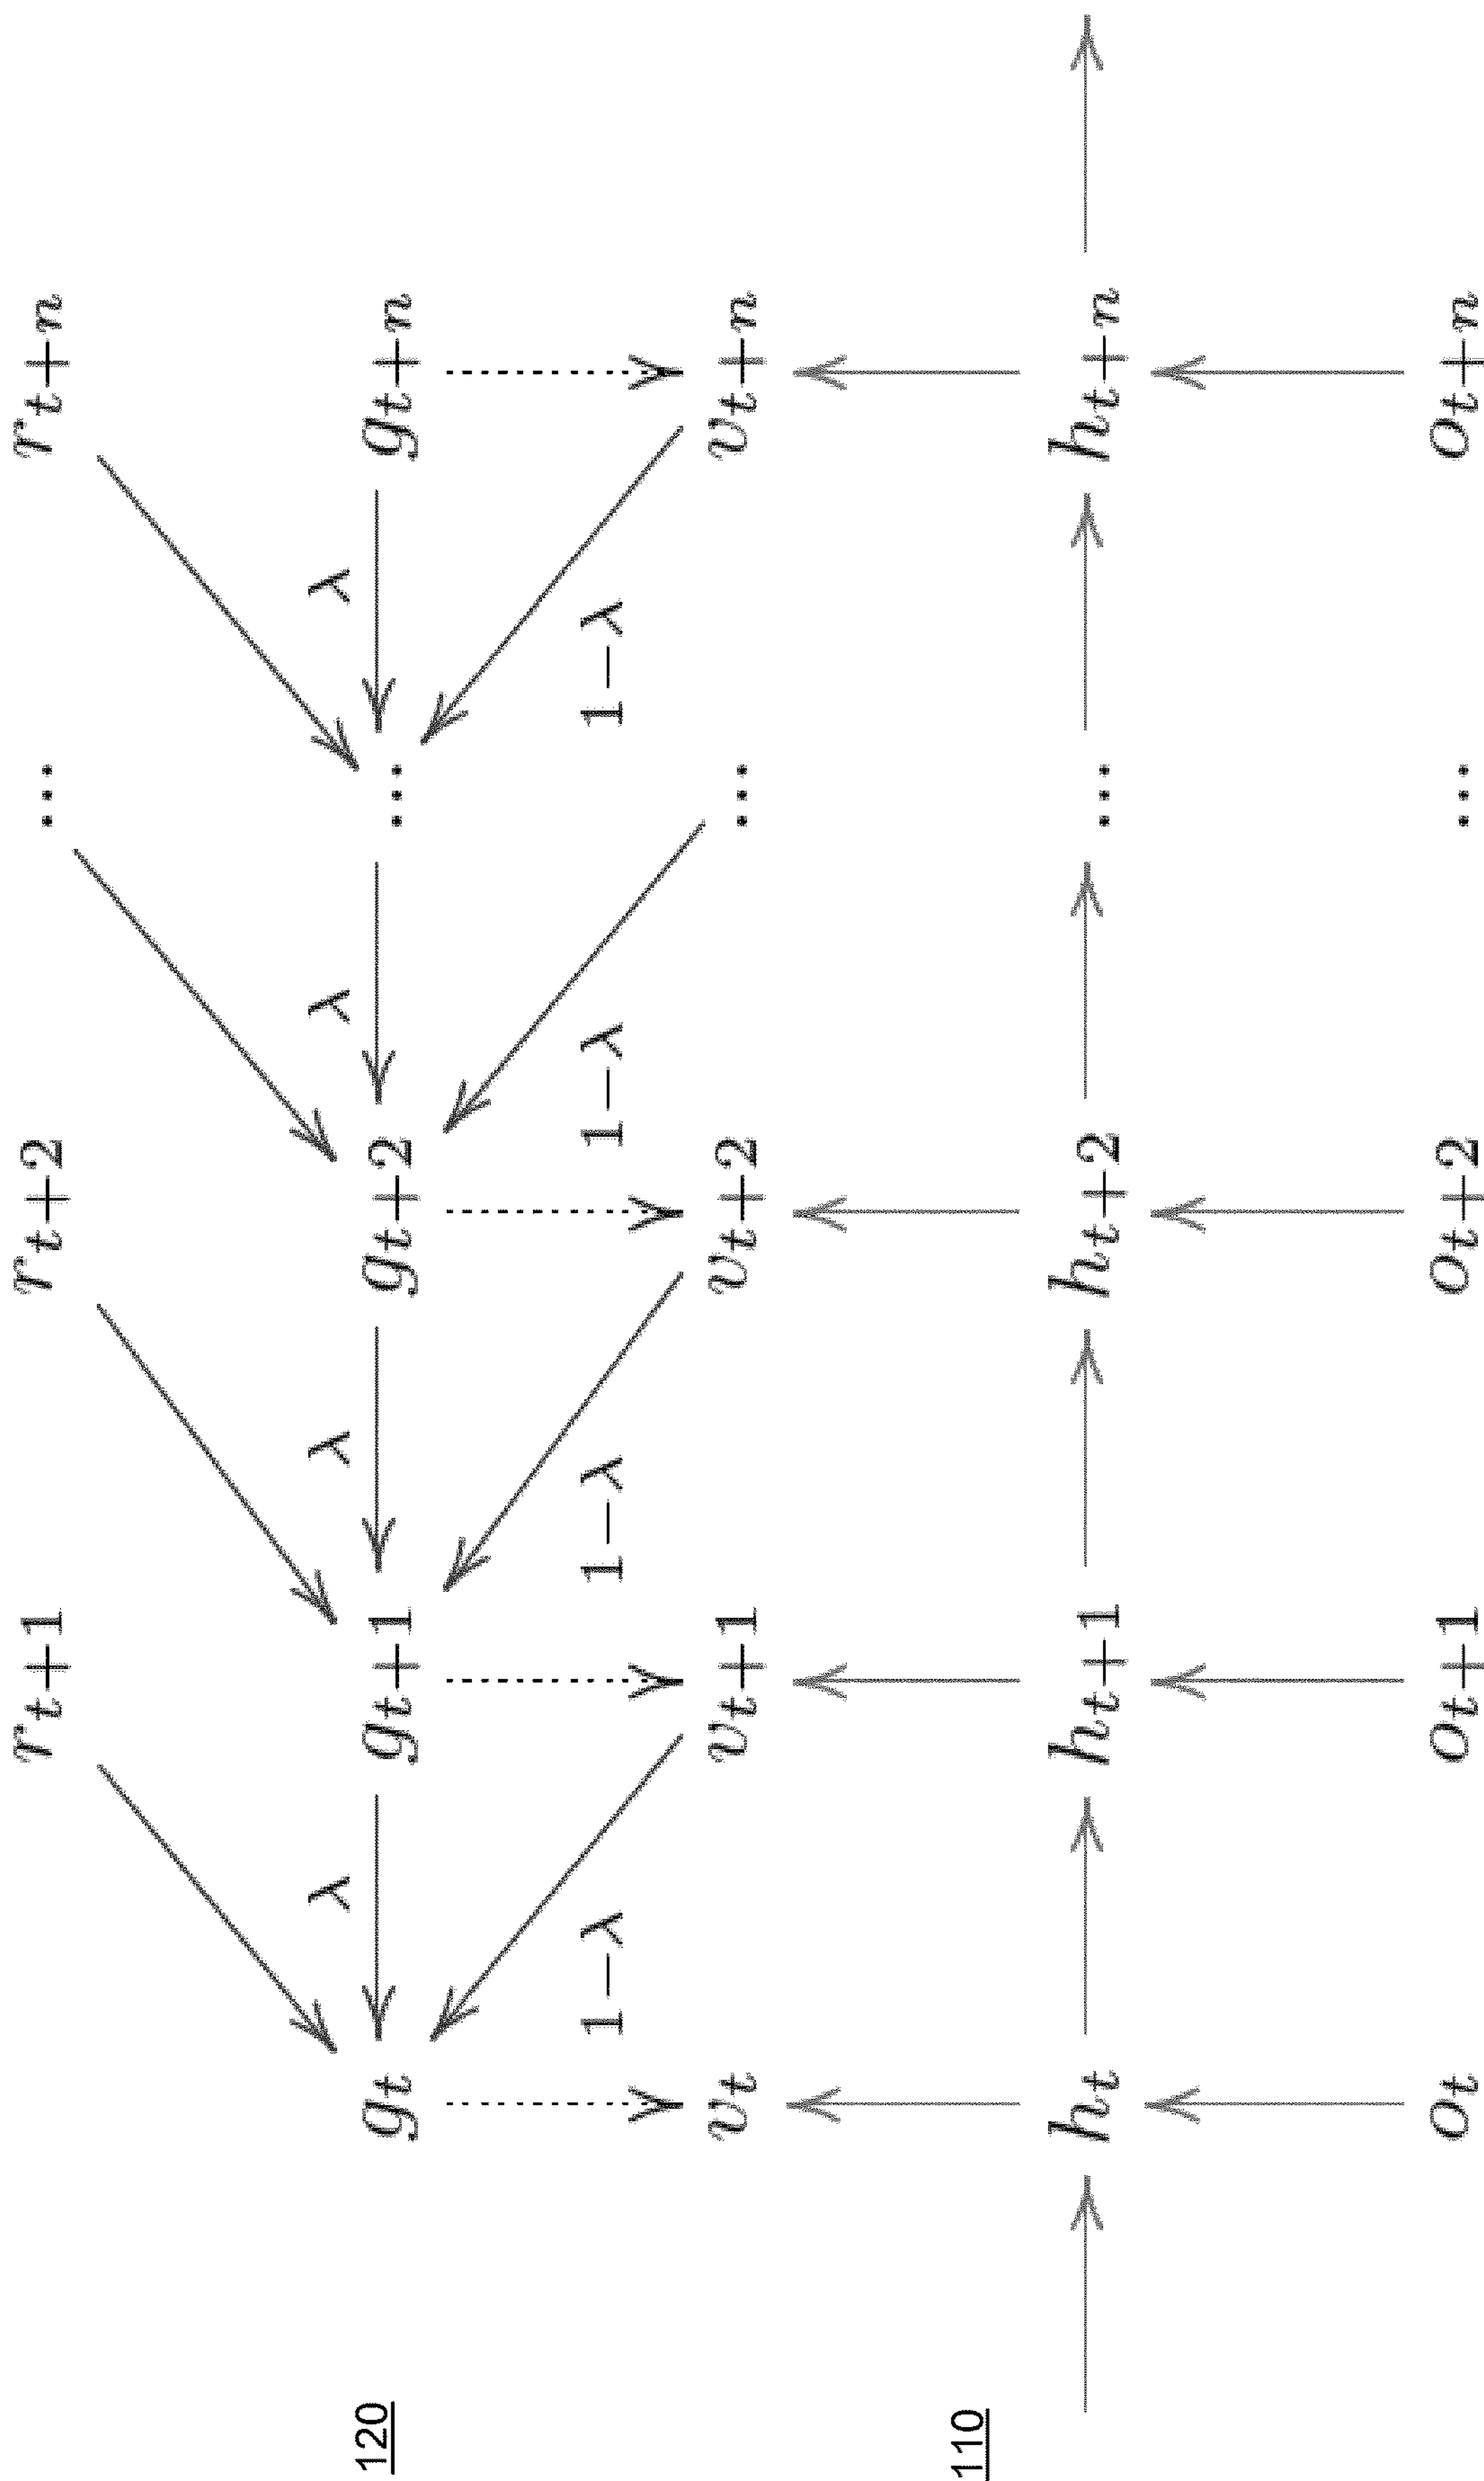 r_{t+1} r_{t+2} ... r_{t+n}
λ λ λ λ
120 g_t g_{t+1} g_{t+2} ... g_{t+n}
1−λ 1−λ 1−λ 1−λ
v_t v_{t+1} v_{t+2} ... v_{t+n}
110
h_t h_{t+1} h_{t+2} ... h_{t+n}
o_t o_{t+1} o_{t+2} ... o_{t+n}